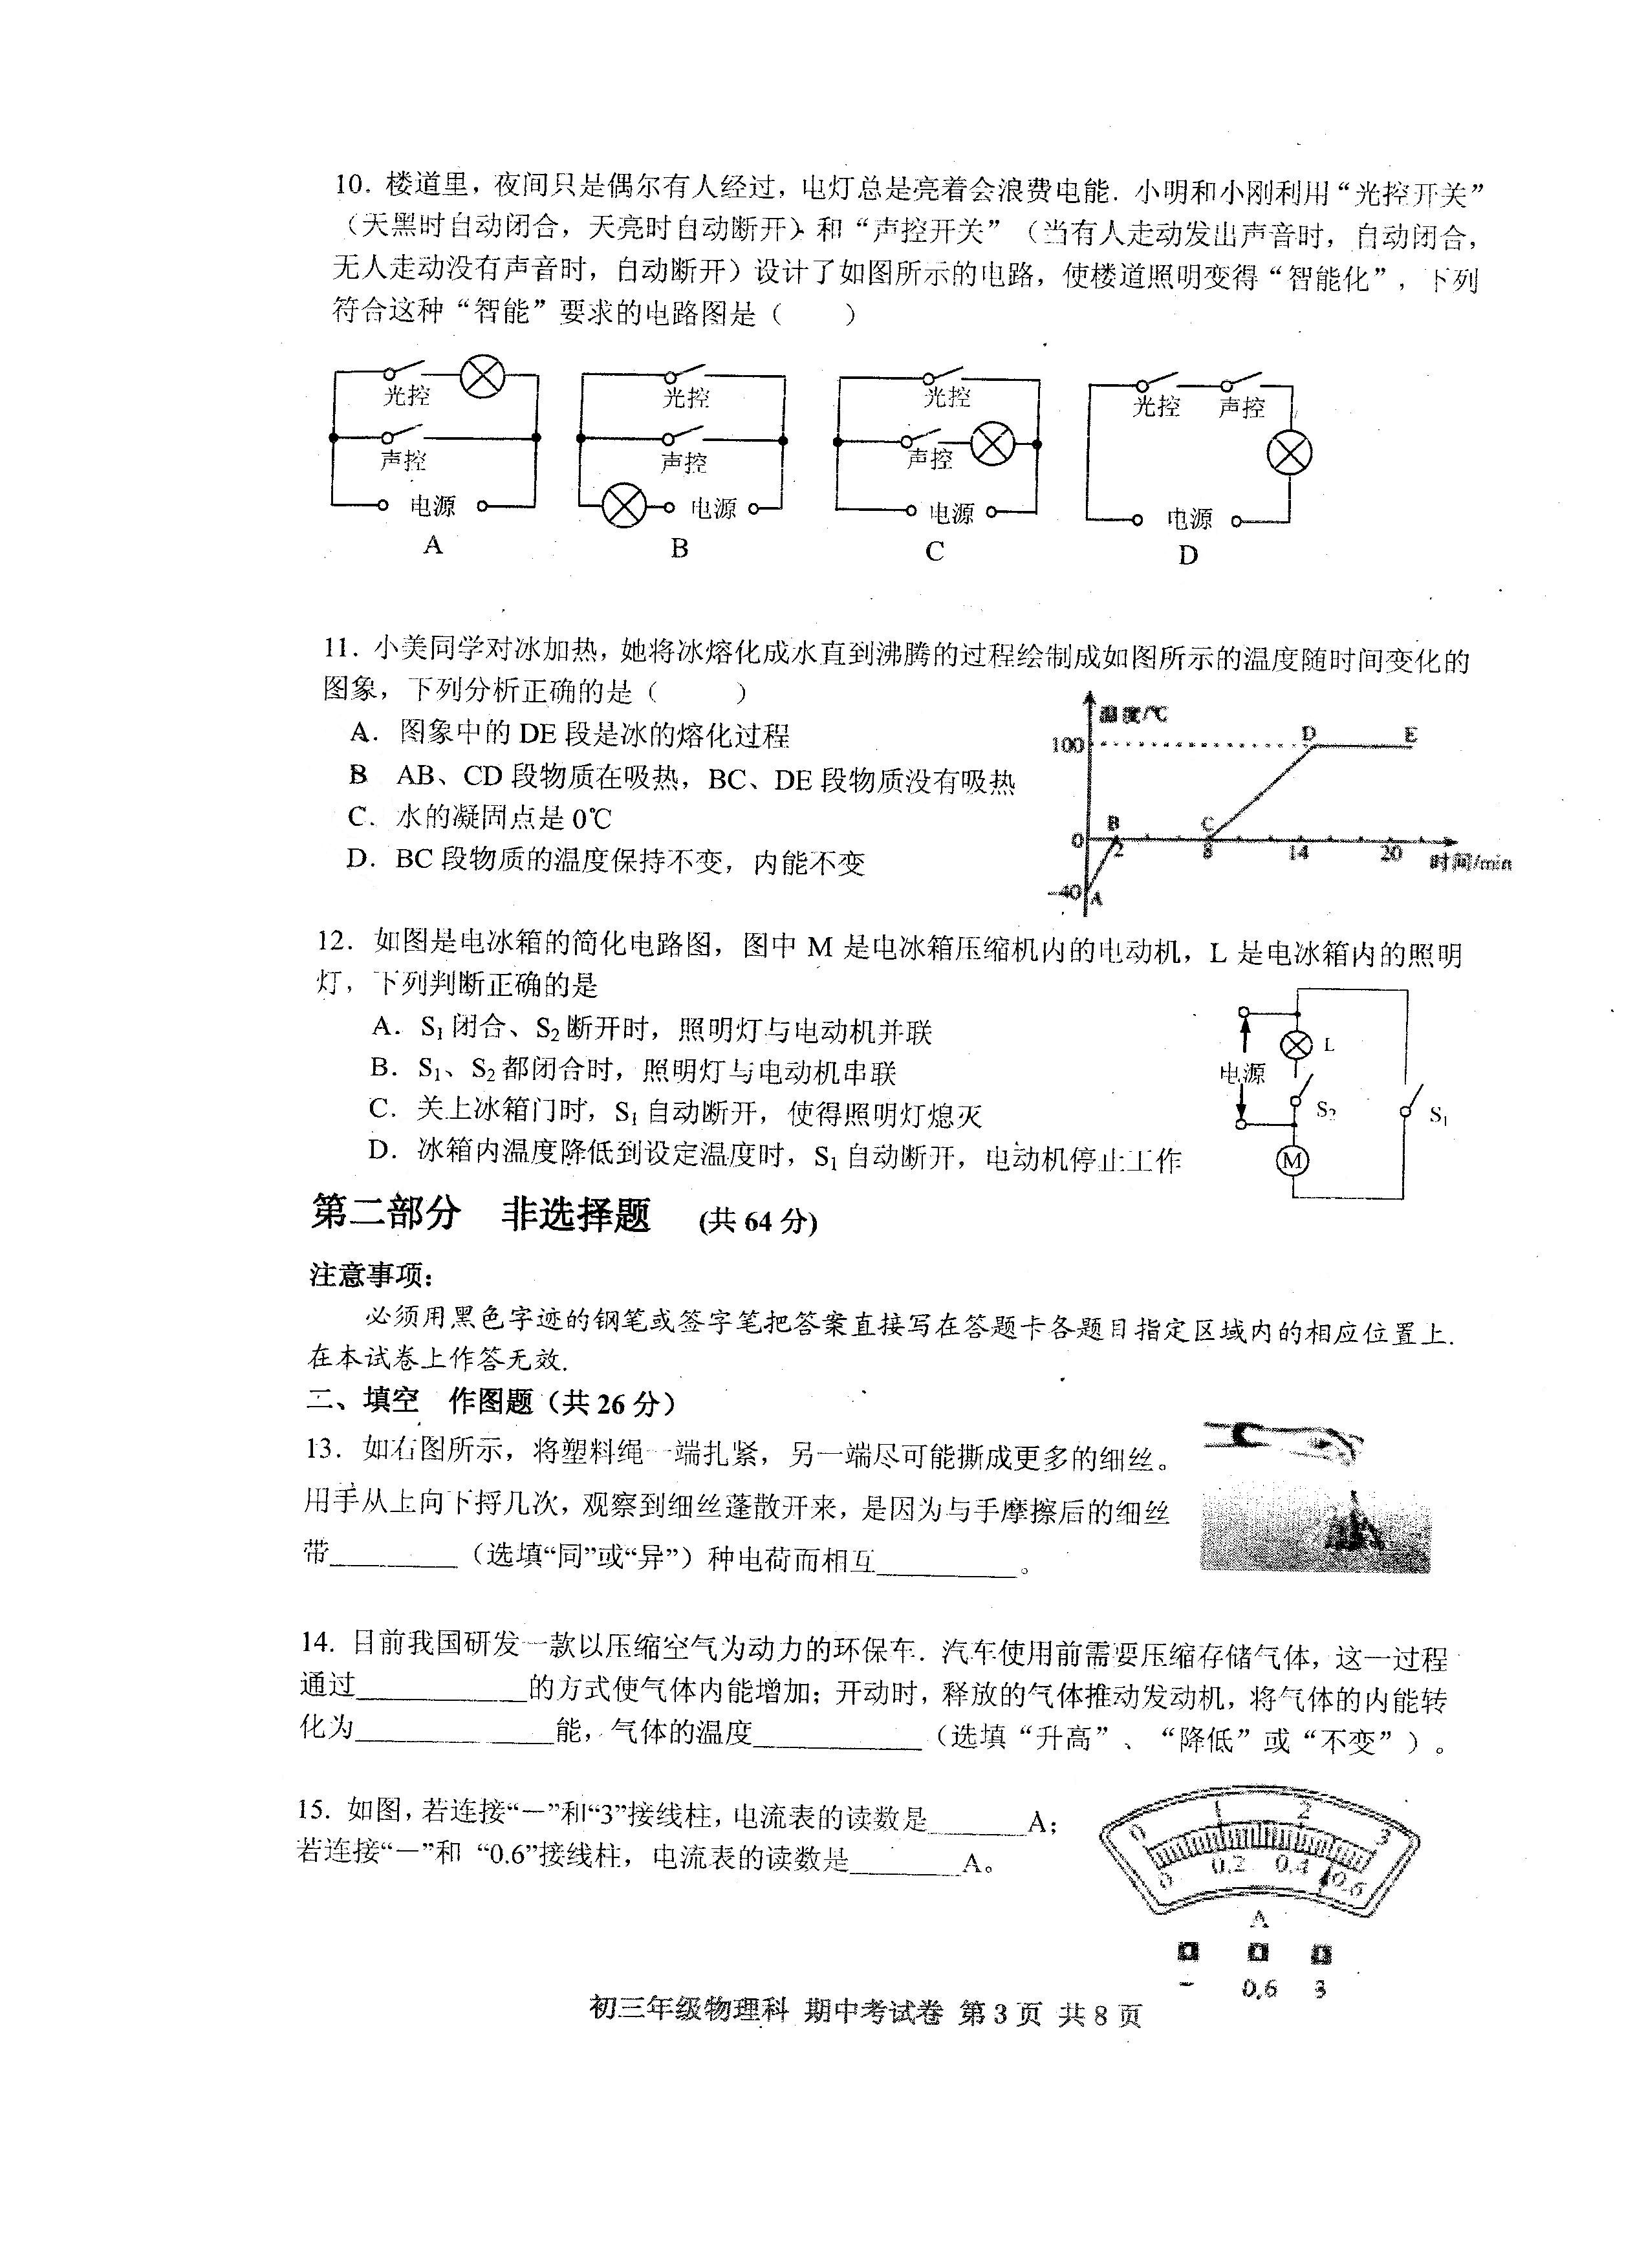 10. 楼道里，夜间只是偶尔有人经过，电灯总是亮着会浪费电能. 小明和小刚利用“光控开关”
（天黑时自动闭合，天亮时自动断开）和“声控开关”（当有人走动发出声音时，自动闭合，
无人走动没有声音时，自动断开）设计了如图所示的电路，使楼道照明变得“智能化”，下列
符合这种“智能”要求的电路图是（ ）
光控
声控
电源
A
光控
声控
电源
B
光控
声控
电源
C
光控 声控
电源
D
11. 小美同学对冰加热，她将冰熔化成水直到沸腾的过程绘制成如图所示的温度随时间变化的
图象，下列分析正确的是（ ）
A. 图象中的 DE 段是冰的熔化过程
B AB、CD 段物质在吸热，BC、DE 段物质没有吸热
C. 水的凝固点是 0℃
D. BC 段物质的温度保持不变，内能不变
温度/℃
100 D E
0 B 2 C 8 14 20
时间/min
-40 A
12. 如图是电冰箱的简化电路图，图中 M 是电冰箱压缩机内的电动机，L 是电冰箱内的照明
灯，下列判断正确的是
A. S₁ 闭合、S₂ 断开时，照明灯与电动机并联
B. S₁、S₂ 都闭合时，照明灯与电动机串联
C. 关上冰箱门时，S₁ 自动断开，使得照明灯熄灭
D. 冰箱内温度降低到设定温度时，S₁ 自动断开，电动机停止工作
L
电源
S₂ S₁
M
第二部分 非选择题 (共 64 分)
注意事项：
必须用黑色字迹的钢笔或签字笔把答案直接写在答题卡各题目指定区域内的相应位置上.
在本试卷上作答无效.
二、填空 作图题（共 26 分）
13. 如右图所示，将塑料绳一端扎紧，另一端尽可能撕成更多的细丝。
用手从上向下捋几次，观察到细丝蓬散开来，是因为与手摩擦后的细丝
带_________（选填“同”或“异”）种电荷而相互__________。
14. 目前我国研发一款以压缩空气为动力的环保车. 汽车使用前需要压缩存储气体，这一过程
通过____________的方式使气体内能增加；开动时，释放的气体推动发动机，将气体的内能转
化为______________能，气体的温度____________（选填“升高”、“降低”或“不变”）。
15. 如图，若连接“－”和“3”接线柱，电流表的读数是_______A；
若连接“－”和 “0.6”接线柱，电流表的读数是________A。
0 1 2 3
0 0.2 0.4 0.6
A
－ 0.6 3
初三年级物理科 期中考试卷 第 3 页 共 8 页